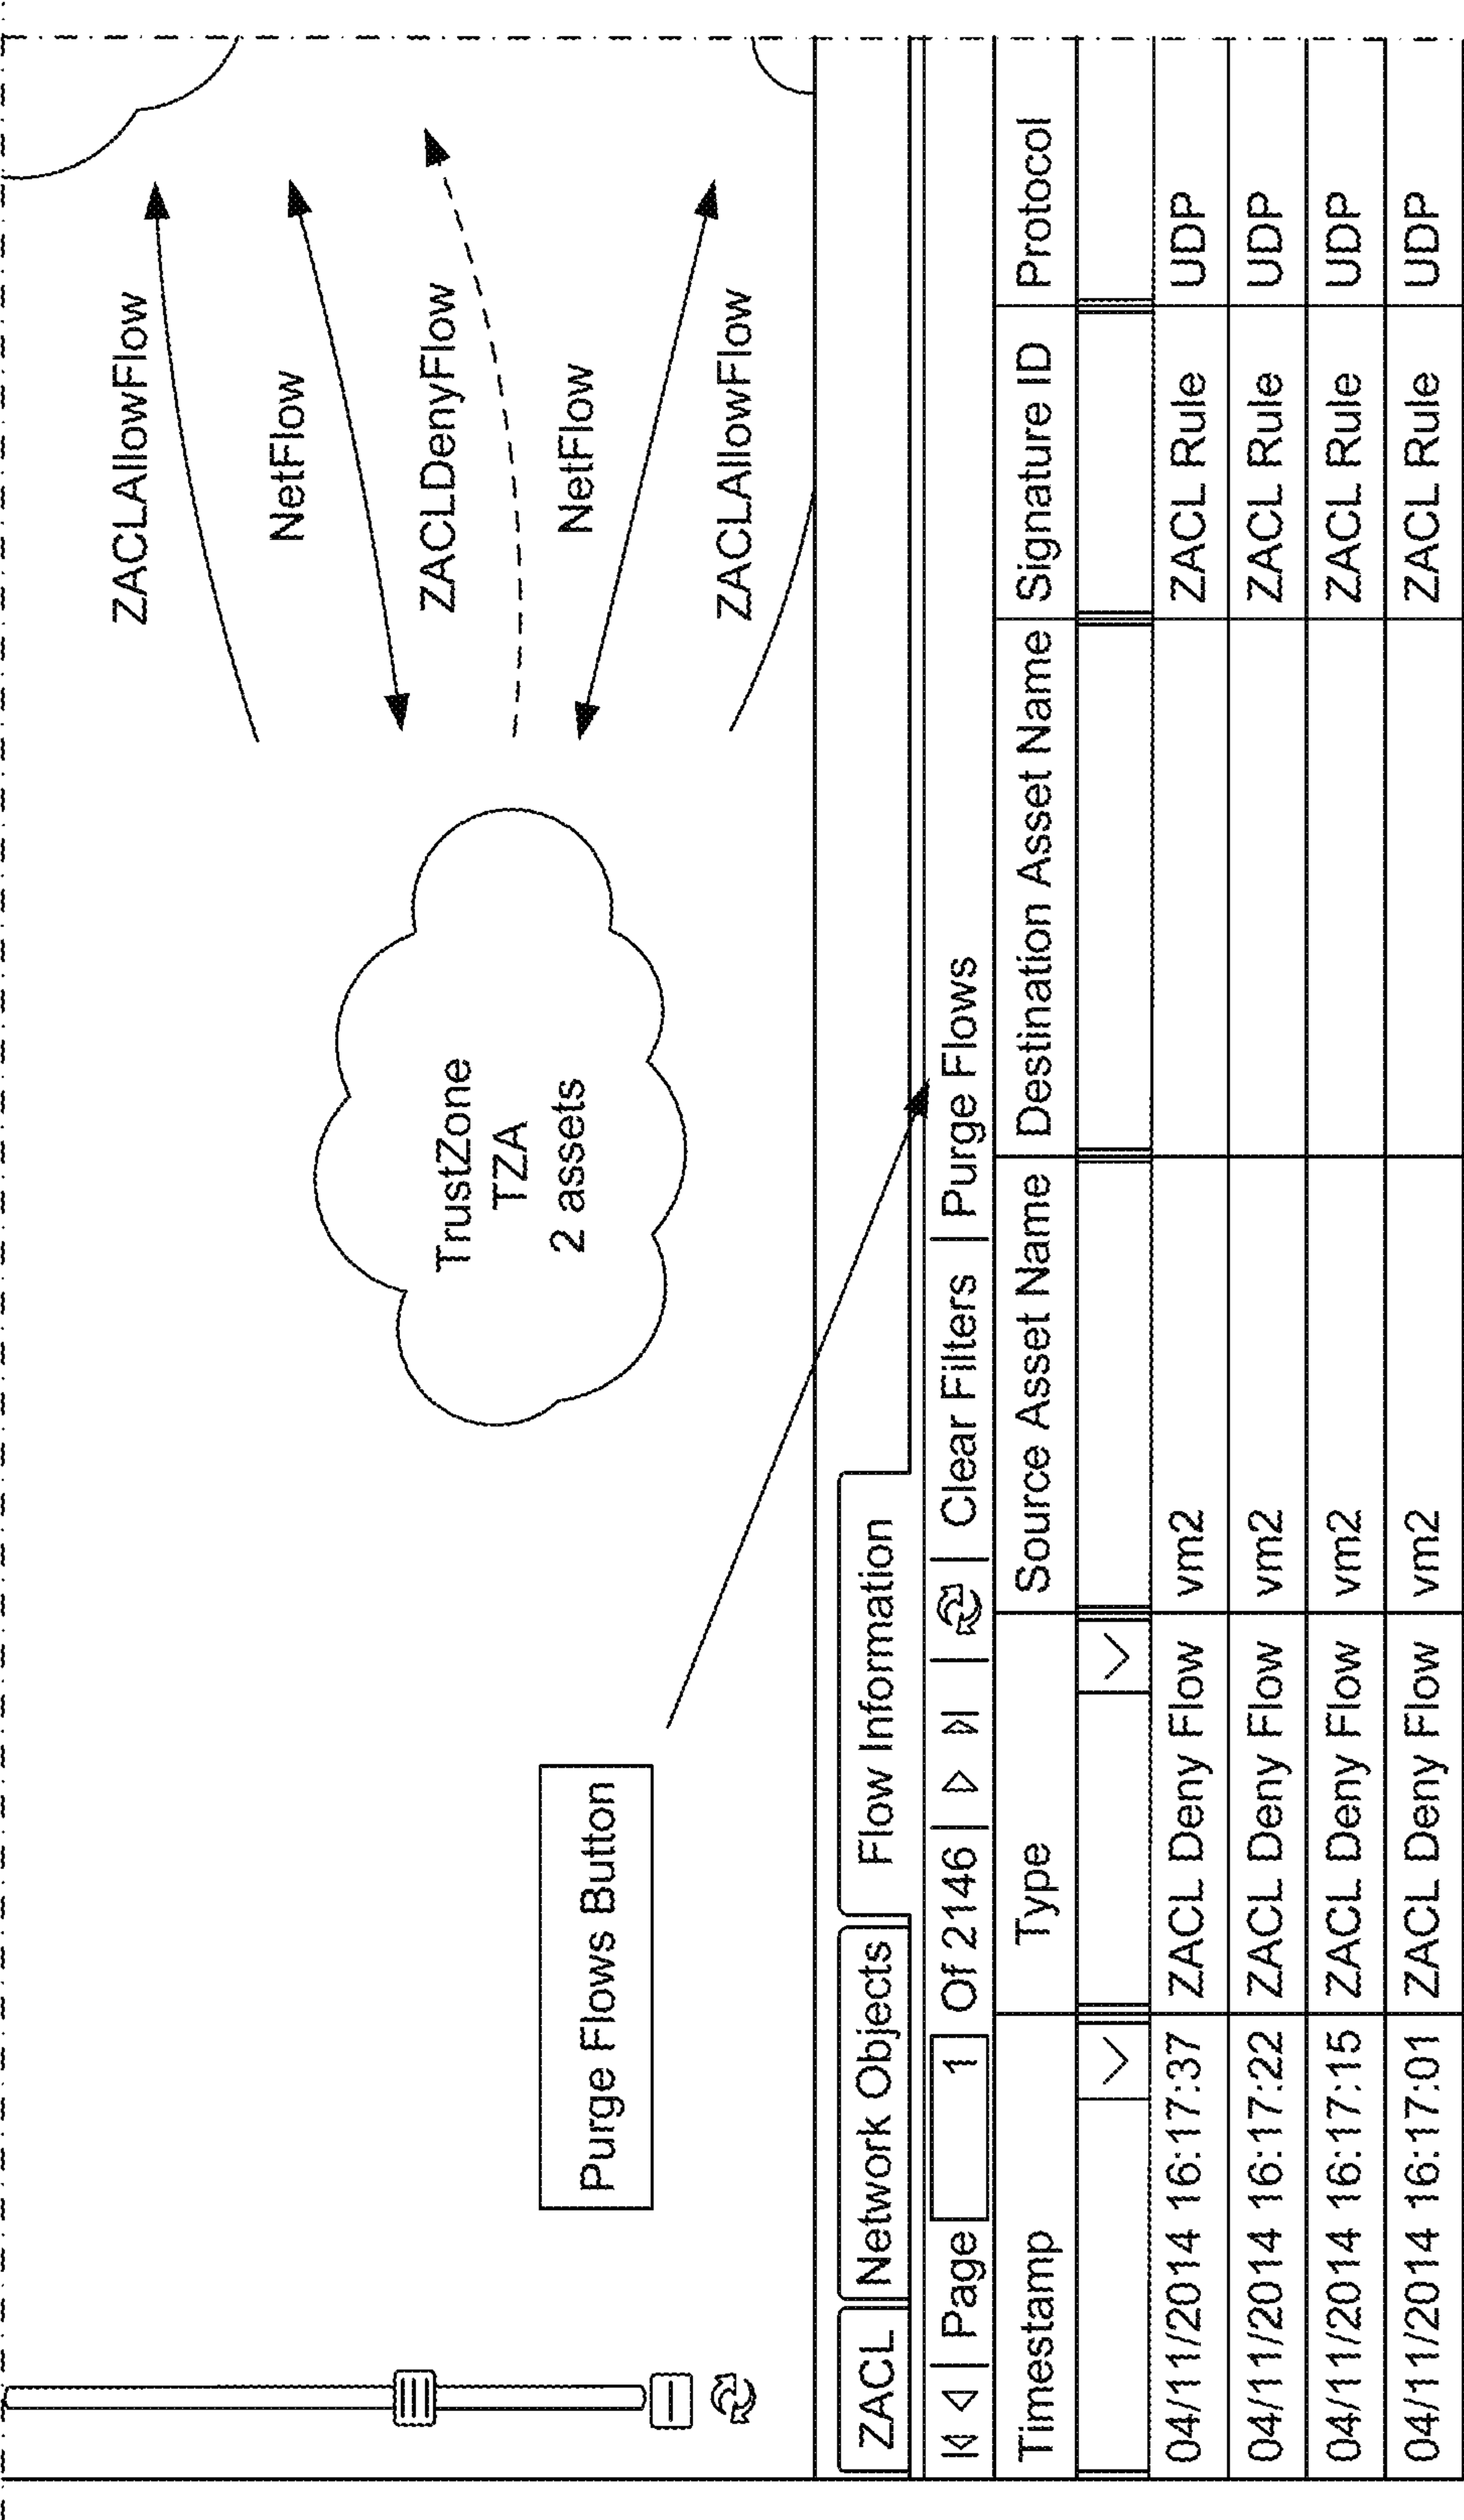 ZACLAllowFlow
NetFlow
ZACLDenyFlow
NetFlow
ZACLAllowFlow
TrustZone
TZA
2 assets
Purge Flows Button
ZACL Network Objects Flow Information
Page 1 Of 2146 Clear Filters Purge Flows
Timestamp Type Source Asset Name Destination Asset Name Signature ID Protocol
04/11/2014 16:17:37 ZACL Deny Flow vm2 ZACL Rule UDP
04/11/2014 16:17:22 ZACL Deny Flow vm2 ZACL Rule UDP
04/11/2014 16:17:15 ZACL Deny Flow vm2 ZACL Rule UDP
04/11/2014 16:17:01 ZACL Deny Flow vm2 ZACL Rule UDP